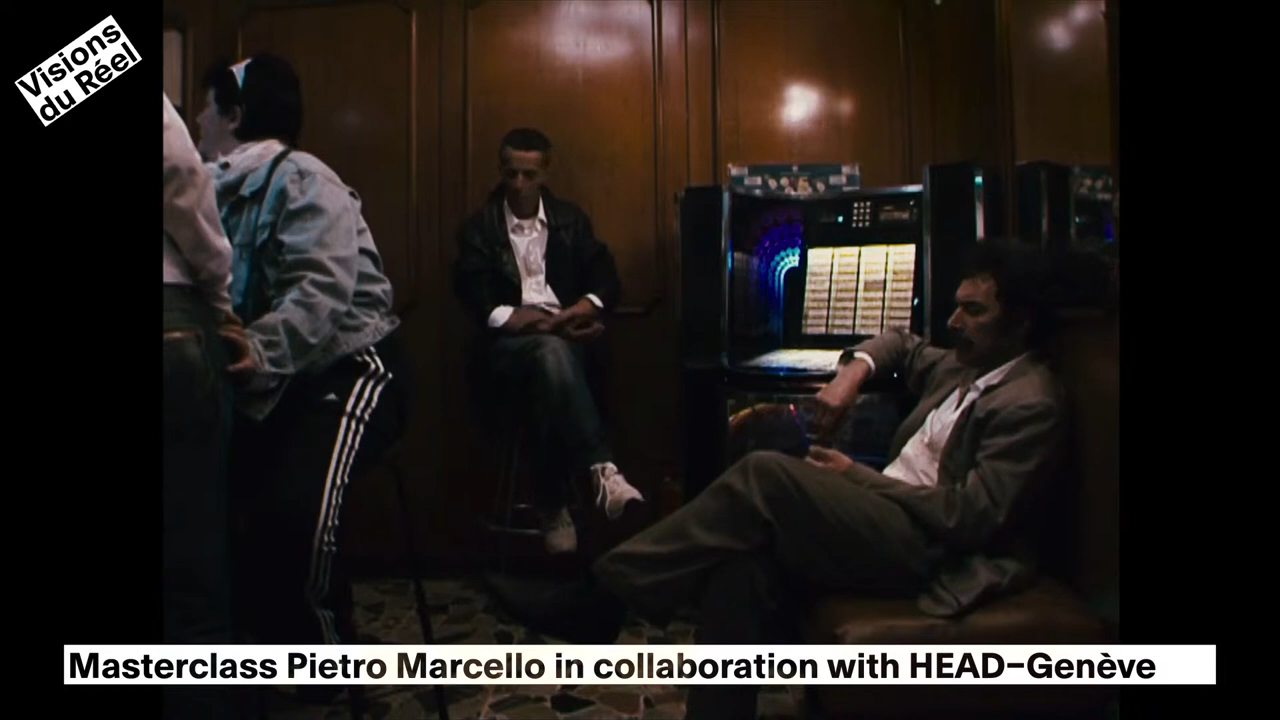 Visions
du Réel
Masterclass Pietro Marcello in collaboration with HEAD–Genève